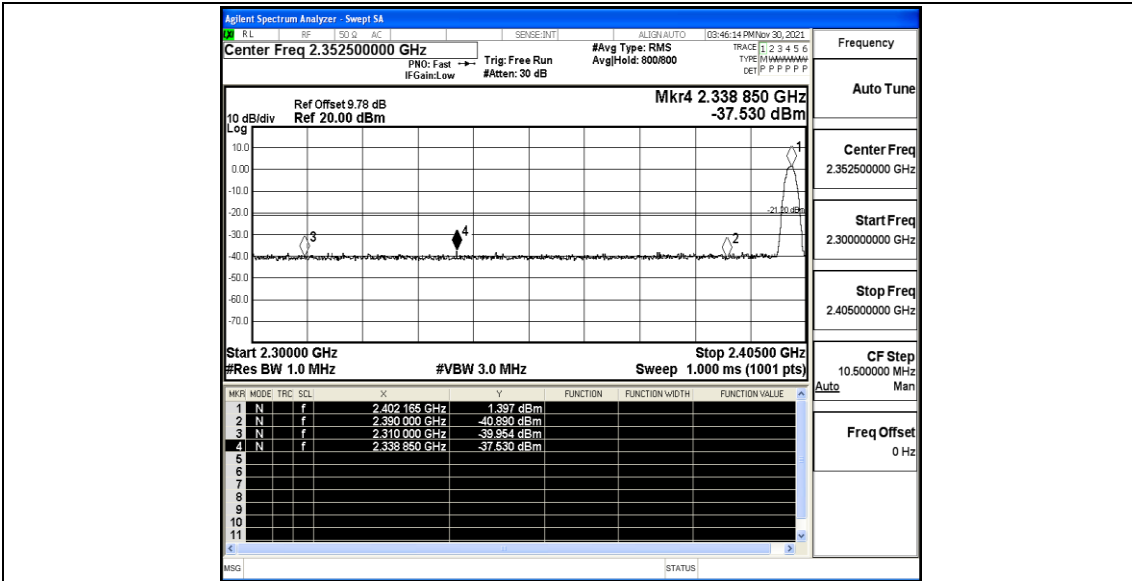 Agilent Spectrum Analyzer - Swept SA
RL RF 50 Ω AC SENSE:INT ALIGN AUTO 03:46:14 PM Nov 30, 2021
Center Freq 2.352500000 GHz
PNO: Fast
IFGain:Low
Trig: Free Run
#Atten: 30 dB
#Avg Type: RMS
Avg|Hold: 800/800
TRACE 1 2 3 4 5 6
TYPE M
DET P P P P P P
Ref Offset 9.78 dB
10 dB/div Ref 20.00 dBm
Log
Mkr4 2.338 850 GHz
-37.530 dBm
10.0
0.00
-10.0
-20.0
-30.0
-40.0
-50.0
-60.0
-70.0
1
-21.20 dBm
3
4
2
Start 2.30000 GHz Stop 2.40500 GHz
#Res BW 1.0 MHz #VBW 3.0 MHz Sweep 1.000 ms (1001 pts)
MKR MODE TRC SCL X Y FUNCTION FUNCTION WIDTH FUNCTION VALUE
1 N f 2.402 165 GHz 1.397 dBm
2 N f 2.390 000 GHz -40.890 dBm
3 N f 2.310 000 GHz -39.954 dBm
4 N f 2.338 850 GHz -37.530 dBm
5
6
7
8
9
10
11
MSG STATUS
Frequency
Auto Tune
Center Freq
2.352500000 GHz
Start Freq
2.300000000 GHz
Stop Freq
2.405000000 GHz
CF Step
10.500000 MHz
Auto Man
Freq Offset
0 Hz